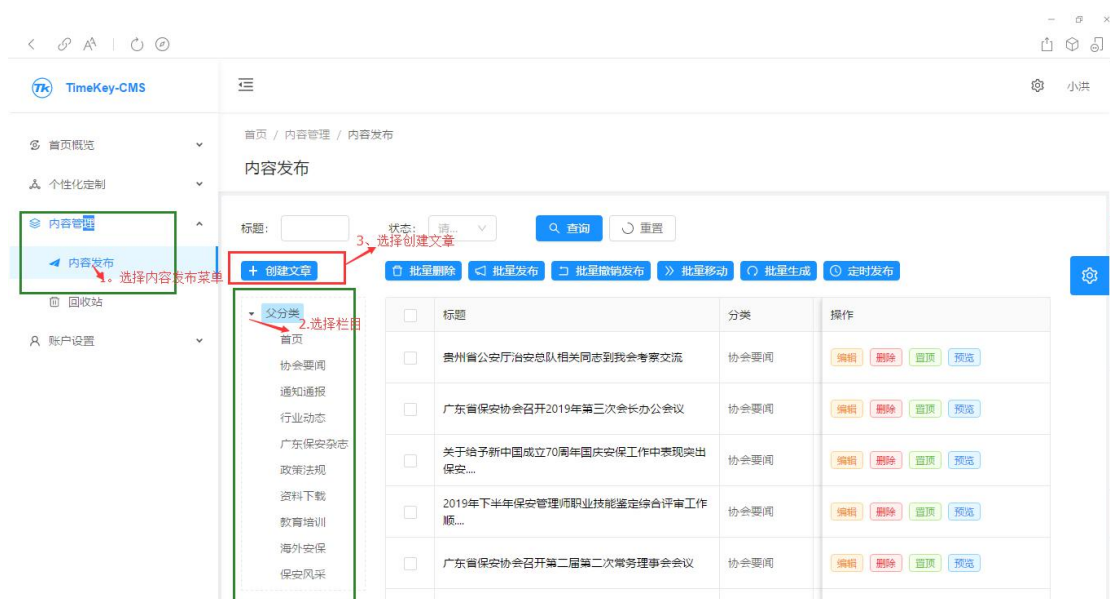 TimeKey-CMS
小洪
首页概览
个性化定制
内容管理
内容发布
1。选择内容发布菜单
回收站
账户设置
首页 / 内容管理 / 内容发布
内容发布
标题:
状态: 请...
查询
重置
3、选择创建文章
+ 创建文章
批量删除
批量发布
批量撤销发布
批量移动
批量生成
定时发布
父分类
2.选择栏目
首页
协会要闻
通知通报
行业动态
广东保安杂志
政策法规
资料下载
教育培训
海外安保
保安风采
标题 分类 操作
贵州省公安厅治安总队相关同志到我会考察交流 协会要闻 编辑 删除 置顶 预览
广东省保安协会召开2019年第三次会长办公会议 协会要闻 编辑 删除 置顶 预览
关于给予新中国成立70周年国庆安保工作中表现突出
保安.... 协会要闻 编辑 删除 置顶 预览
2019年下半年保安管理师职业技能鉴定综合评审工作
顺.... 协会要闻 编辑 删除 置顶 预览
广东省保安协会召开第二届第二次常务理事会会议 协会要闻 编辑 删除 置顶 预览